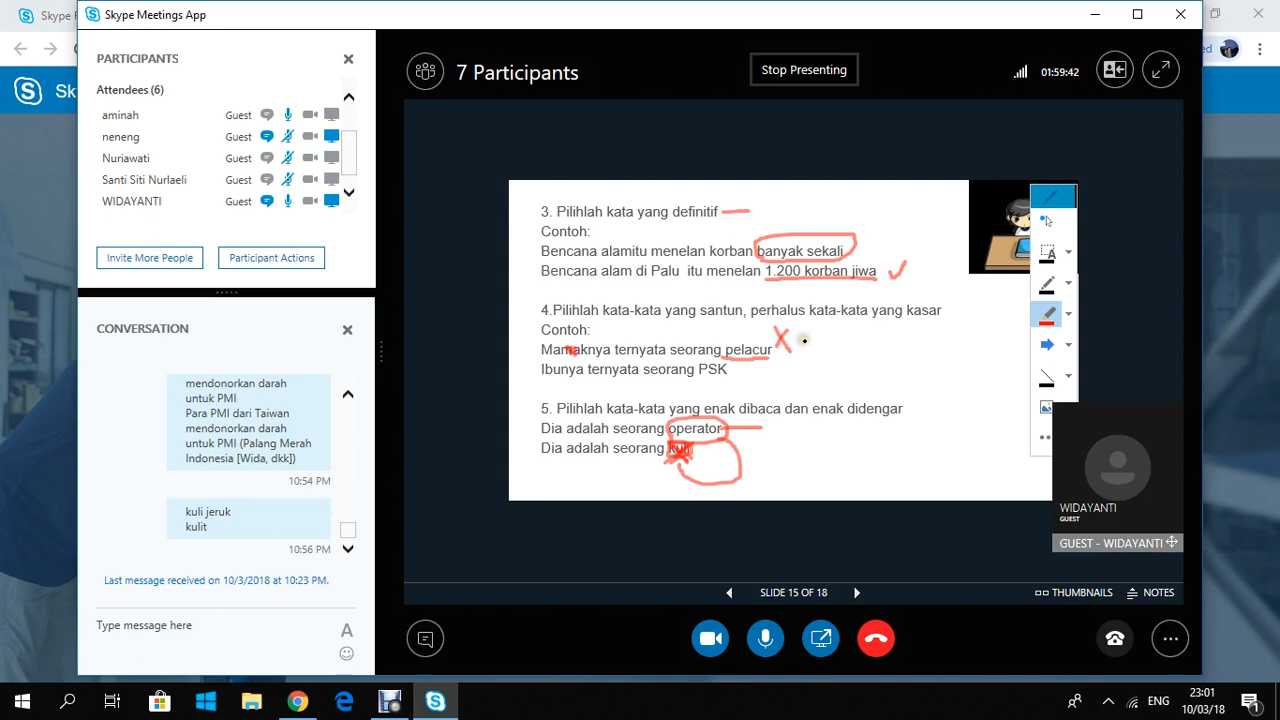 Skype
Skype Meetings App
ed
Sk
PARTICIPANTS
Attendees (6)
aminah Guest
neneng Guest
Nuriawati Guest
Santi Siti Nurlaeli Guest
WIDAYANTI Guest
Invite More People Participant Actions
CONVERSATION
mendonorkan darah
untuk PMI
Para PMI dari Taiwan
mendonorkan darah
untuk PMI (Palang Merah
Indonesia [Wida, dkk])
10:54 PM
kuli jeruk
kulit
10:56 PM
Last message received on 10/3/2018 at 10:23 PM.
Type message here
7 Participants
Stop Presenting
01:59:42
3. Pilihlah kata yang definitif
Contoh:
Bencana alamitu menelan korban banyak sekali
Bencana alam di Palu itu menelan 1.200 korban jiwa
4.Pilihlah kata-kata yang santun, perhalus kata-kata yang kasar
Contoh:
Mamaknya ternyata seorang pelacur
Ibunya ternyata seorang PSK
5. Pilihlah kata-kata yang enak dibaca dan enak didengar
Dia adalah seorang operator
Dia adalah seorang kuli
WIDAYANTI
GUEST
GUEST - WIDAYANTI
SLIDE 15 OF 18
THUMBNAILS
NOTES
ENG
23:01
10/03/18
1